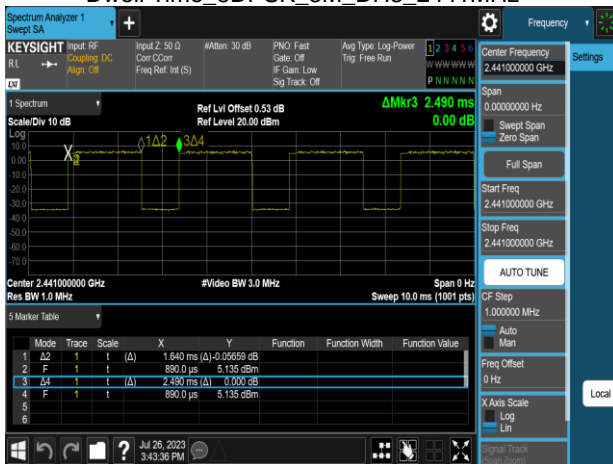 Dwell Time_8DPSK_3M_DH3_2441MHz
Spectrum Analyzer 1
Swept SA
+
Frequency
KEYSIGHT
RL
Input: RF
Coupling: DC
Align: Off
Input Z: 50 Ω
Corr CCorr
Freq Ref: Int (S)
#Atten: 30 dB
PNO: Fast
Gate: Off
IF Gain: Low
Sig Track: Off
Avg Type: Log-Power
Trig: Free Run
1 2 3 4 5 6
W W W W W W
P N N N N N
1 Spectrum
Scale/Div 10 dB
Ref Lvl Offset 0.53 dB
Ref Level 20.00 dBm
ΔMkr3 2.490 ms
0.00 dB
Log
10.0
0.00
-10.0
-20.0
-30.0
-40.0
-50.0
-60.0
-70.0
1Δ2
3Δ4
Center 2.441000000 GHz
Res BW 1.0 MHz
#Video BW 3.0 MHz
Span 0 Hz
Sweep 10.0 ms (1001 pts)
5 Marker Table
Mode Trace Scale X Y Function Function Width Function Value
1 Δ2 1 t (Δ) 1.640 ms (Δ) -0.05659 dB
2 F 1 t 890.0 µs 5.135 dBm
3 Δ4 1 t (Δ) 2.490 ms (Δ) 0.000 dB
4 F 1 t 890.0 µs 5.135 dBm
5
6
Jul 26, 2023
3:43:36 PM
Center Frequency
2.441000000 GHz
Settings
Span
0.00000000 Hz
Swept Span
Zero Span
Full Span
Start Freq
2.441000000 GHz
Stop Freq
2.441000000 GHz
AUTO TUNE
CF Step
1.000000 MHz
Auto
Man
Freq Offset
0 Hz
Local
X Axis Scale
Log
Lin
Signal Track
(Span Zoom)